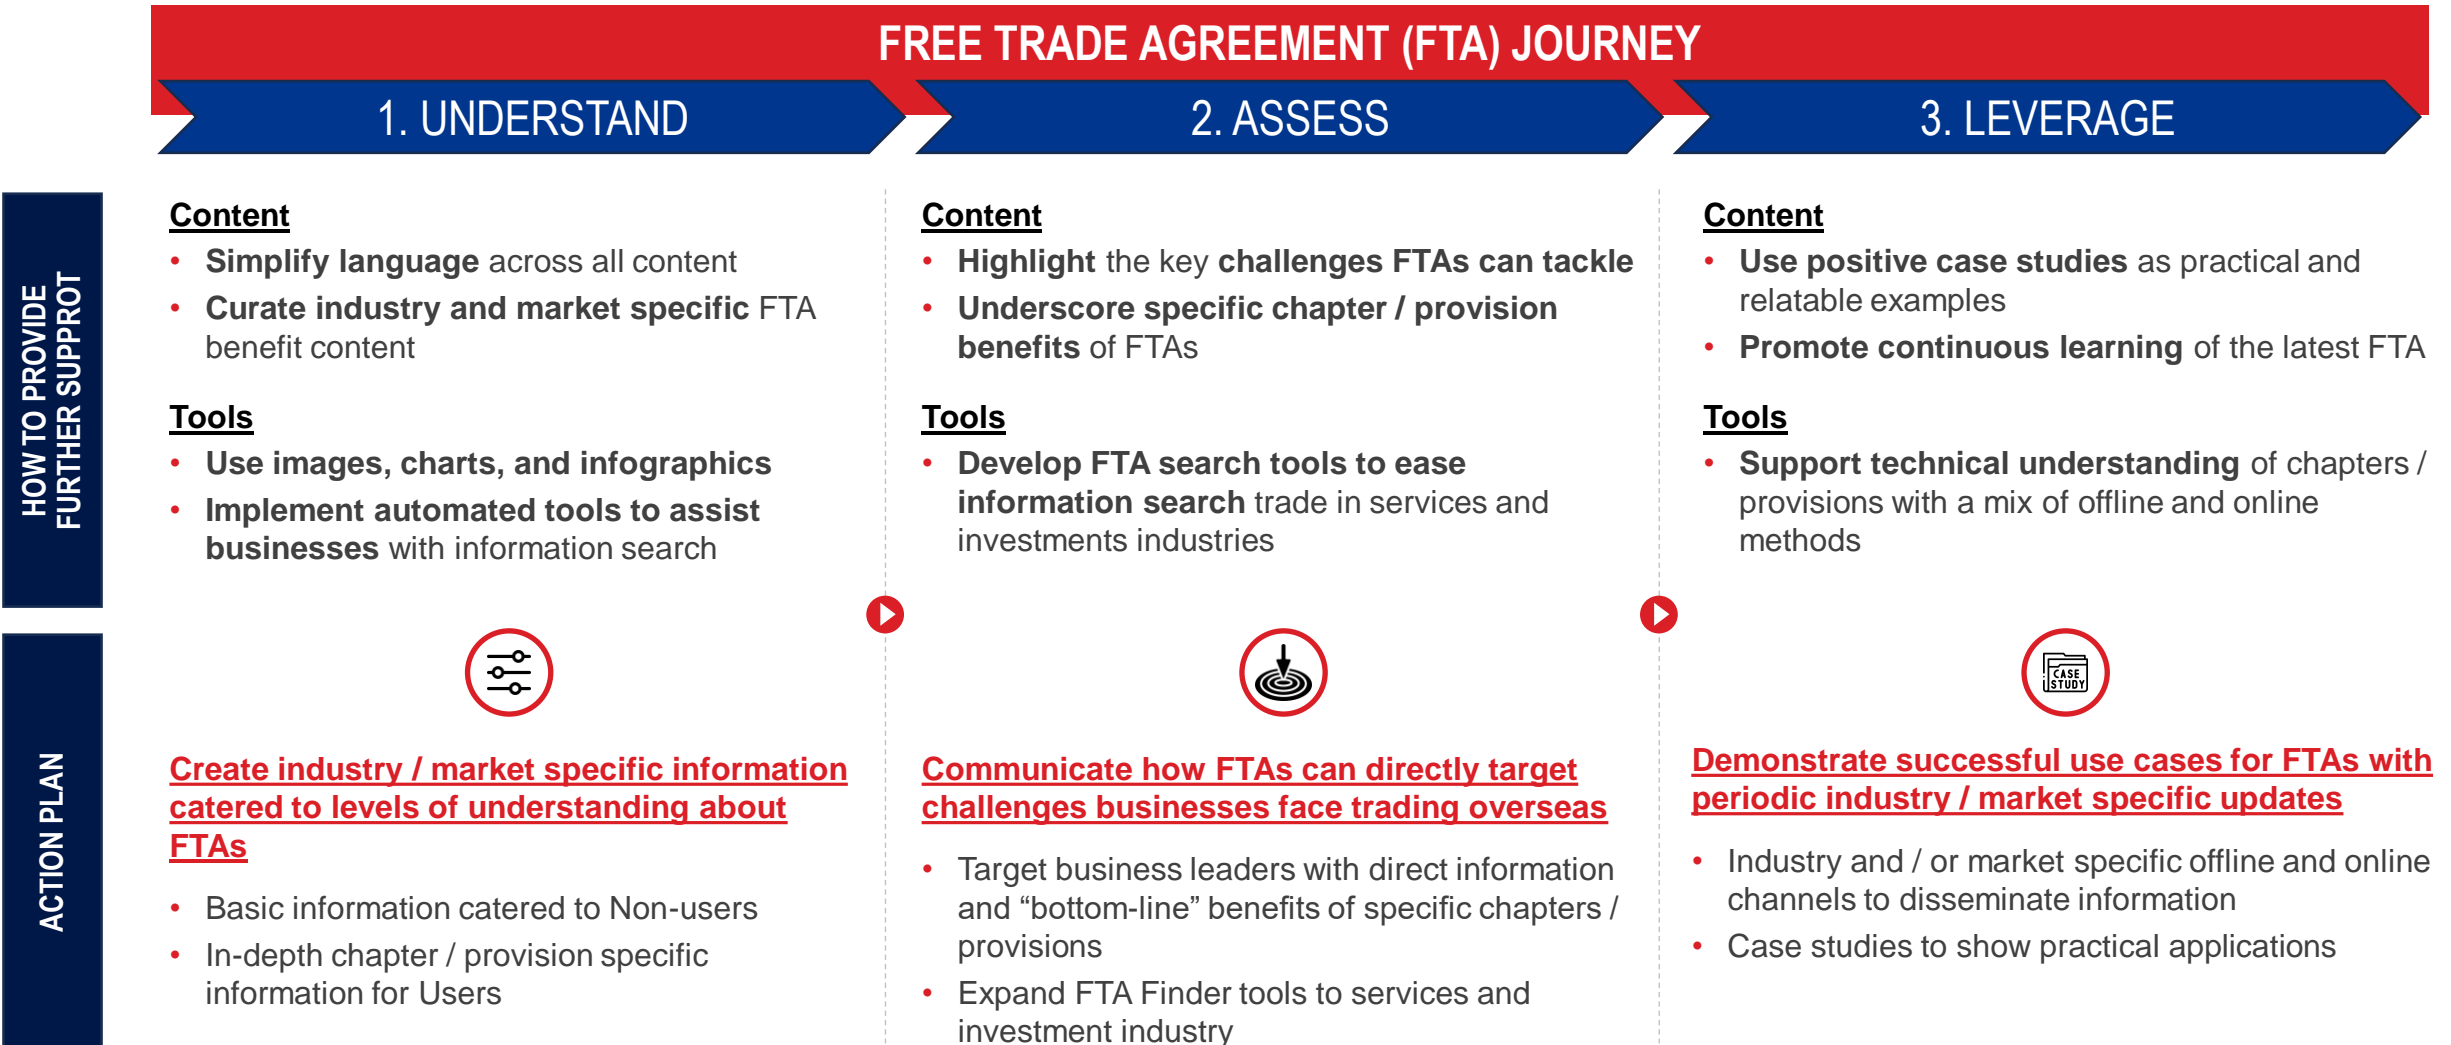 FREE TRADE AGREEMENT (FTA) JOURNEY
1. UNDERSTAND
2. ASSESS
3. LEVERAGE
HOW TO PROVIDE
FURTHER SUPPROT
Content
• Simplify language across all content
• Curate industry and market specific FTA
benefit content
Tools
• Use images, charts, and infographics
• Implement automated tools to assist
businesses with information search
Content
• Highlight the key challenges FTAs can tackle
• Underscore specific chapter / provision
benefits of FTAs
Tools
• Develop FTA search tools to ease
information search trade in services and
investments industries
Content
• Use positive case studies as practical and
relatable examples
• Promote continuous learning of the latest FTA
Tools
• Support technical understanding of chapters /
provisions with a mix of offline and online
methods
ACTION PLAN
Create industry / market specific information
catered to levels of understanding about
FTAs
• Basic information catered to Non-users
• In-depth chapter / provision specific
information for Users
Communicate how FTAs can directly target
challenges businesses face trading overseas
• Target business leaders with direct information
and “bottom-line” benefits of specific chapters /
provisions
• Expand FTA Finder tools to services and
investment industry
CASE
STUDY
Demonstrate successful use cases for FTAs with
periodic industry / market specific updates
• Industry and / or market specific offline and online
channels to disseminate information
• Case studies to show practical applications